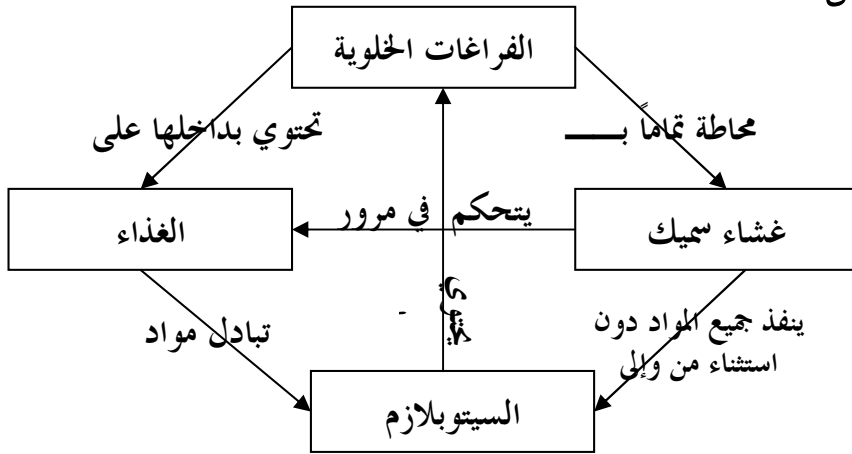 الفراغات الخلوية
محاطة تماماً بـــــ
تحتوي بداخلها على
غشاء سميك
يتحكم في مرور
الغذاء
يحتوي
ينفذ جميع المواد دون
استثناء من وإلى
تبادل مواد
السيتوبلازم